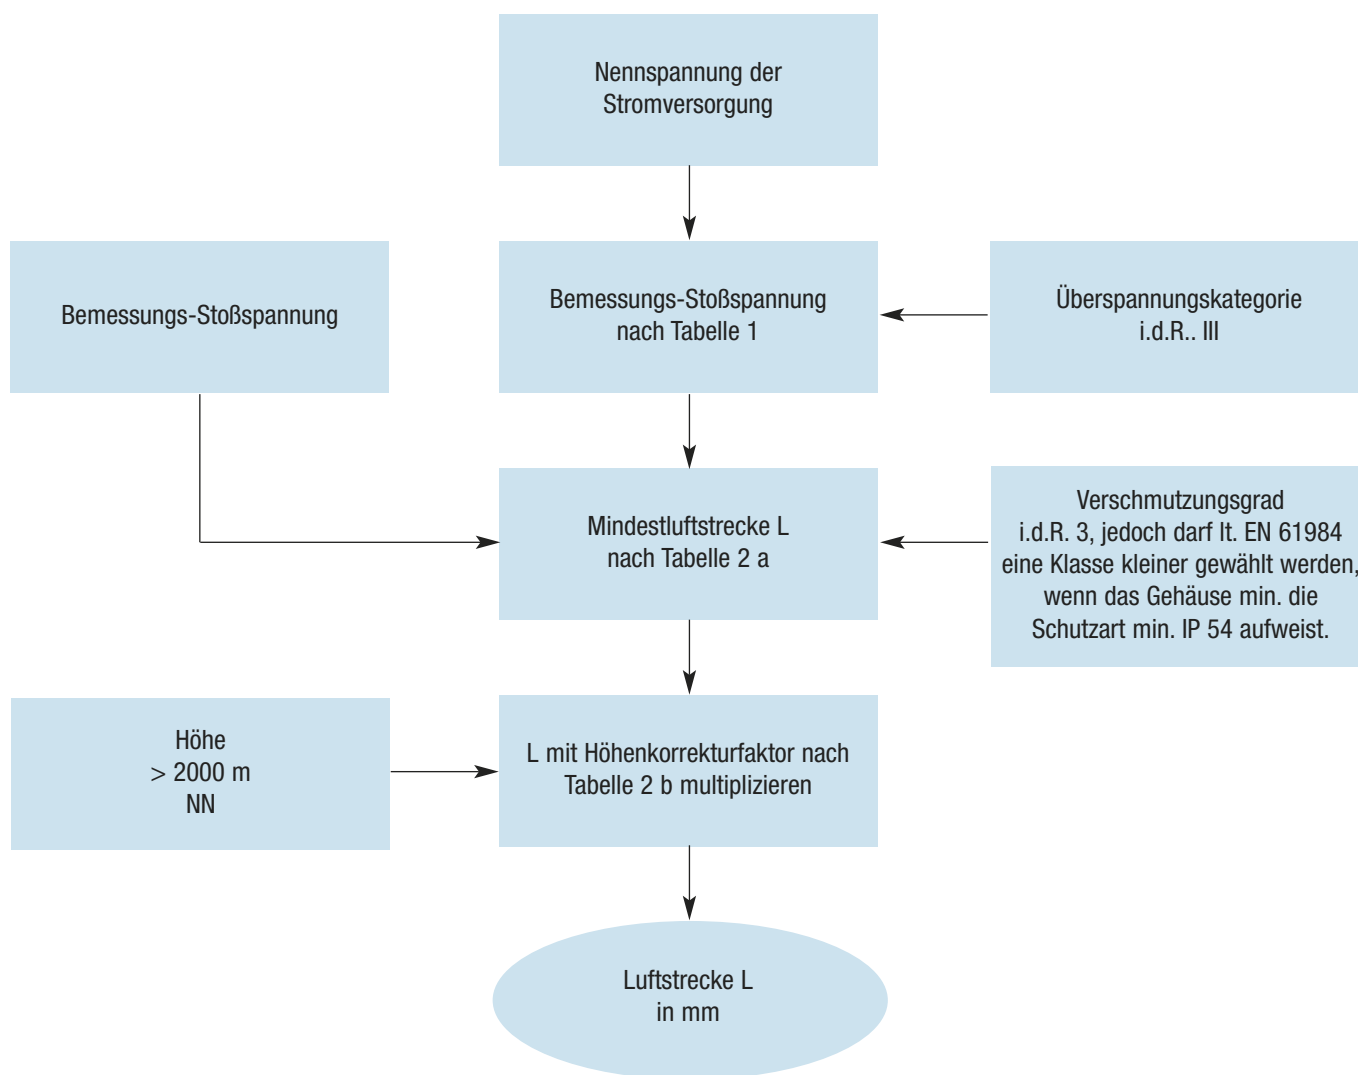 Nennspannung der
Stromversorgung
Bemessungs-Stoßspannung
Bemessungs-Stoßspannung
nach Tabelle 1
Überspannungskategorie
i.d.R.. III
Mindestluftstrecke L
nach Tabelle 2 a
Verschmutzungsgrad
i.d.R. 3, jedoch darf lt. EN 61984
eine Klasse kleiner gewählt werden,
wenn das Gehäuse min. die
Schutzart min. IP 54 aufweist.
Höhe
> 2000 m
NN
L mit Höhenkorrekturfaktor nach
Tabelle 2 b multiplizieren
Luftstrecke L
in mm